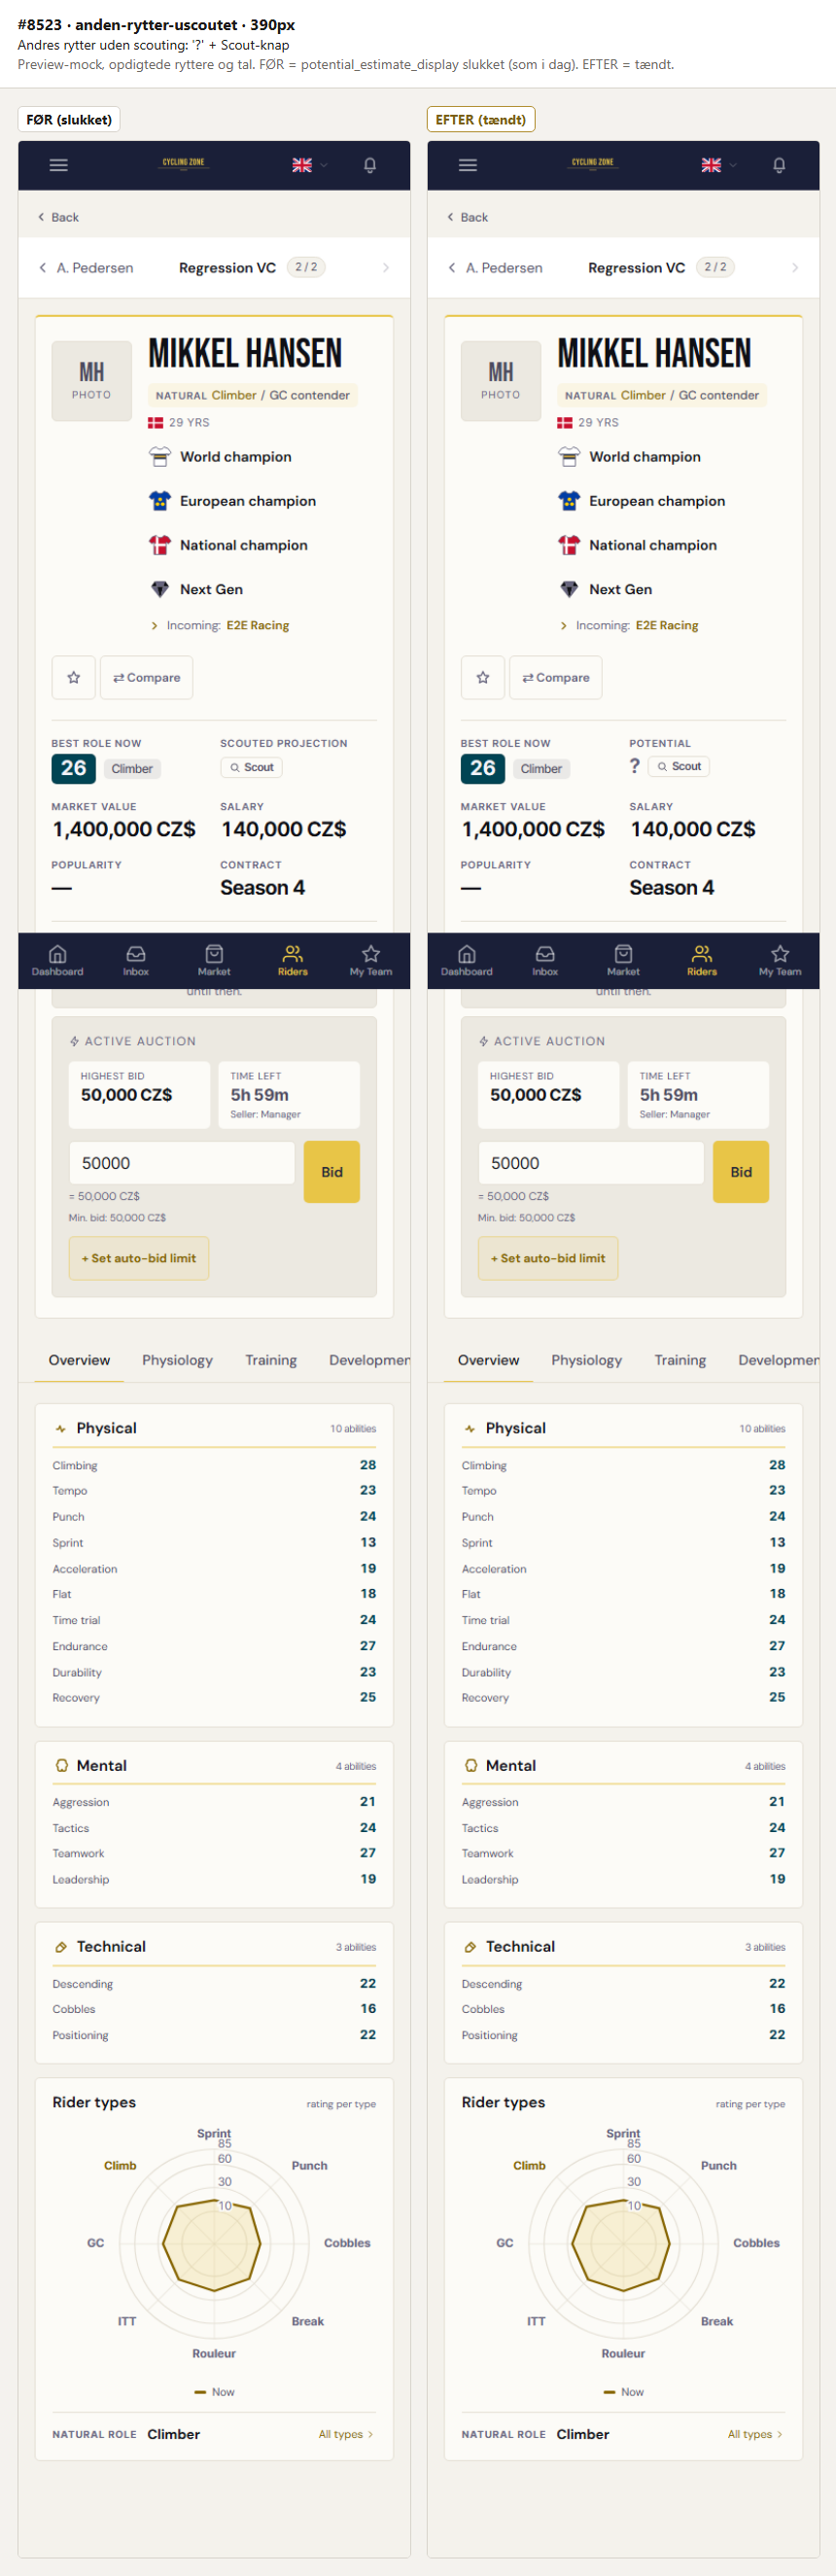 #8523 · anden-rytter-uscoutet · 390px
Andres rytter uden scouting: '?' + Scout-knap
Preview-mock, opdigtede ryttere og tal. FØR = potential_estimate_display slukket (som i dag). EFTER = tændt.
FØR (slukket)
CYCLING ZONE
Back
A. Pedersen
Regression VC
2 / 2
MH
PHOTO
MIKKEL HANSEN
NATURAL Climber / GC contender
29 YRS
World champion
European champion
National champion
Next Gen
Incoming: E2E Racing
Compare
BEST ROLE NOW
26
Climber
SCOUTED PROJECTION
Scout
MARKET VALUE
1,400,000 CZ$
SALARY
140,000 CZ$
POPULARITY
—
CONTRACT
Season 4
Dashboard
Inbox
Market
Riders
My Team
until then.
ACTIVE AUCTION
HIGHEST BID
50,000 CZ$
TIME LEFT
5h 59m
Seller: Manager
50000
Bid
= 50,000 CZ$
Min. bid: 50,000 CZ$
+ Set auto-bid limit
Overview
Physiology
Training
Developmen
Physical
10 abilities
Climbing 28
Tempo 23
Punch 24
Sprint 13
Acceleration 19
Flat 18
Time trial 24
Endurance 27
Durability 23
Recovery 25
Mental
4 abilities
Aggression 21
Tactics 24
Teamwork 27
Leadership 19
Technical
3 abilities
Descending 22
Cobbles 16
Positioning 22
Rider types
rating per type
Sprint
85
60
30
10
Climb
Punch
GC
Cobbles
ITT
Break
Rouleur
Now
NATURAL ROLE Climber
All types
EFTER (tændt)
CYCLING ZONE
Back
A. Pedersen
Regression VC
2 / 2
MH
PHOTO
MIKKEL HANSEN
NATURAL Climber / GC contender
29 YRS
World champion
European champion
National champion
Next Gen
Incoming: E2E Racing
Compare
BEST ROLE NOW
26
Climber
POTENTIAL
?
Scout
MARKET VALUE
1,400,000 CZ$
SALARY
140,000 CZ$
POPULARITY
—
CONTRACT
Season 4
Dashboard
Inbox
Market
Riders
My Team
until then.
ACTIVE AUCTION
HIGHEST BID
50,000 CZ$
TIME LEFT
5h 59m
Seller: Manager
50000
Bid
= 50,000 CZ$
Min. bid: 50,000 CZ$
+ Set auto-bid limit
Overview
Physiology
Training
Developmen
Physical
10 abilities
Climbing 28
Tempo 23
Punch 24
Sprint 13
Acceleration 19
Flat 18
Time trial 24
Endurance 27
Durability 23
Recovery 25
Mental
4 abilities
Aggression 21
Tactics 24
Teamwork 27
Leadership 19
Technical
3 abilities
Descending 22
Cobbles 16
Positioning 22
Rider types
rating per type
Sprint
85
60
30
10
Climb
Punch
GC
Cobbles
ITT
Break
Rouleur
Now
NATURAL ROLE Climber
All types